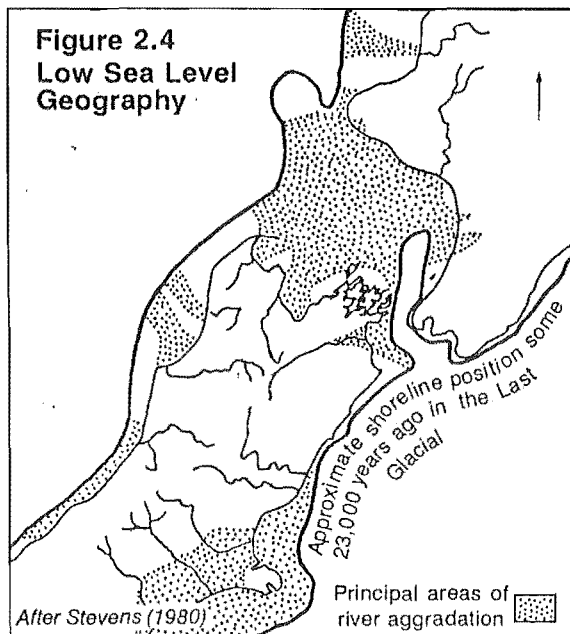 Figure 2.4
Low Sea Level
Geography
Approximate shoreline position some
23,000 years ago in the Last
Glacial
Principal areas of
river aggradation
After Stevens (1980)